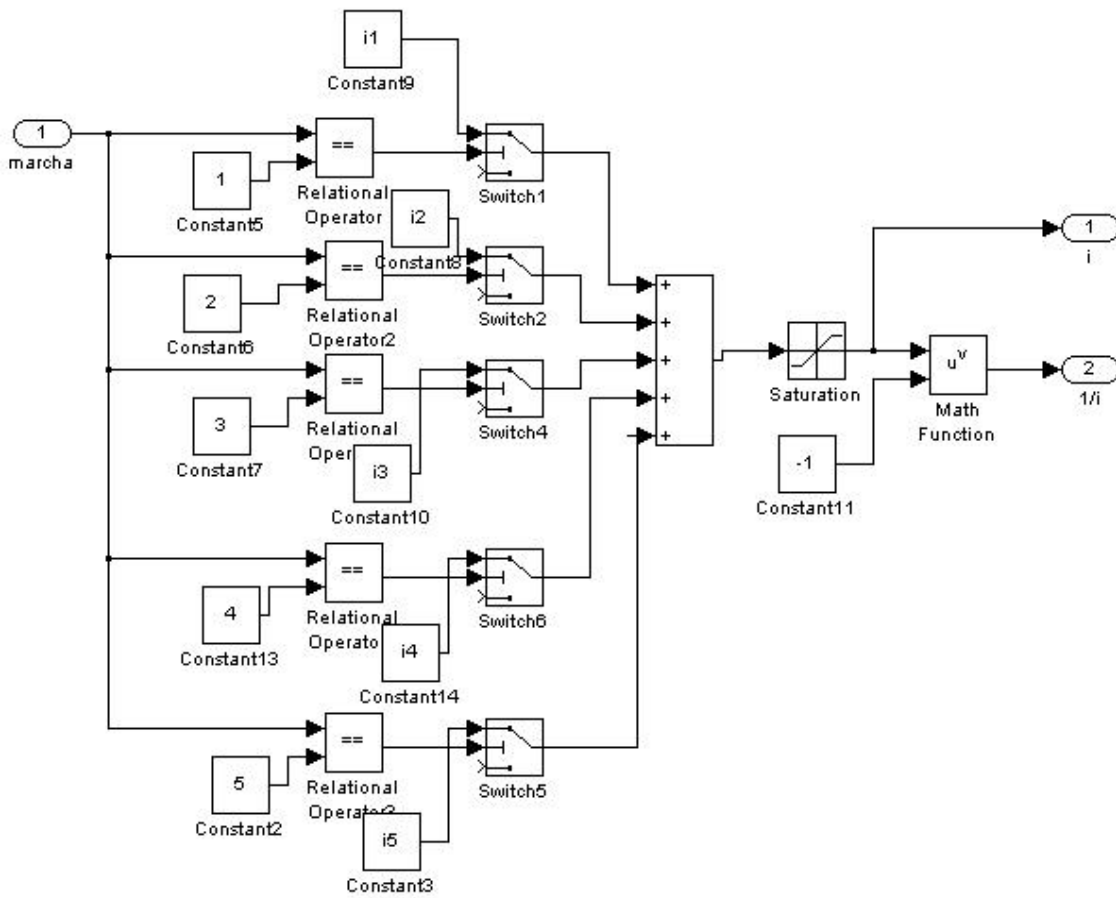 i1
Constant9
1
marcha
==
1
Relational
Operator
Constant5
Switch1
i2
Constant8
==
2
Relational
Operator2
Constant6
Switch2
+
+
+
+
+
1
i
==
3
Relational
Constant7
Switch4
i3
Constant10
Saturation
u^v
Math
Function
2
1/i
-1
Constant11
==
4
Relational
Operato
Constant13
Switch6
i4
Constant14
==
5
Relational
Operator3
Constant2
Switch5
i5
Constant3